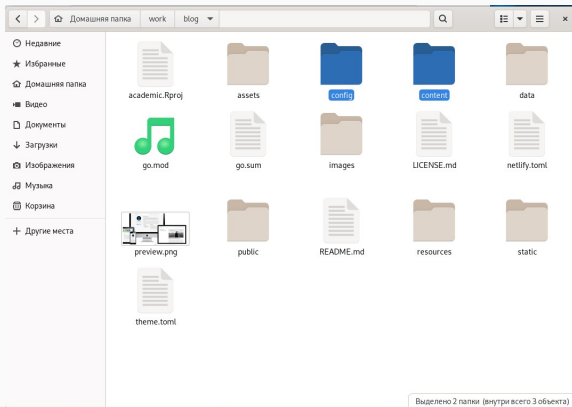 Домашняя папка work blog
Недавние
Избранные
Домашняя папка
Видео
Документы
Загрузки
Изображения
Музыка
Корзина
Другие места
academic.Rproj assets config content data
go.mod go.sum images LICENSE.md netlify.toml
preview.png public README.md resources static
theme.toml
Выделено 2 папки (внутри всего 3 объекта)